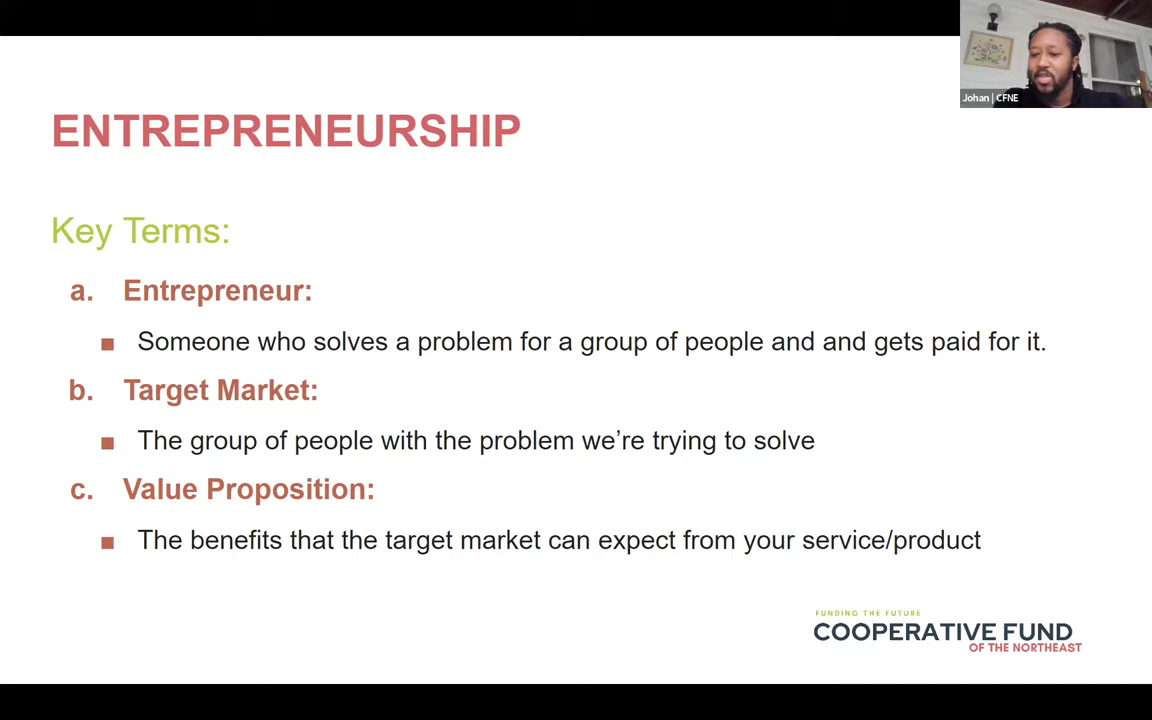 Johan | CFNE
ENTREPRENEURSHIP
Key Terms:
a. Entrepreneur:
■ Someone who solves a problem for a group of people and and gets paid for it.
b. Target Market:
■ The group of people with the problem we’re trying to solve
c. Value Proposition:
■ The benefits that the target market can expect from your service/product
FUNDING THE FUTURE
COOPERATIVE FUND
OF THE NORTHEAST